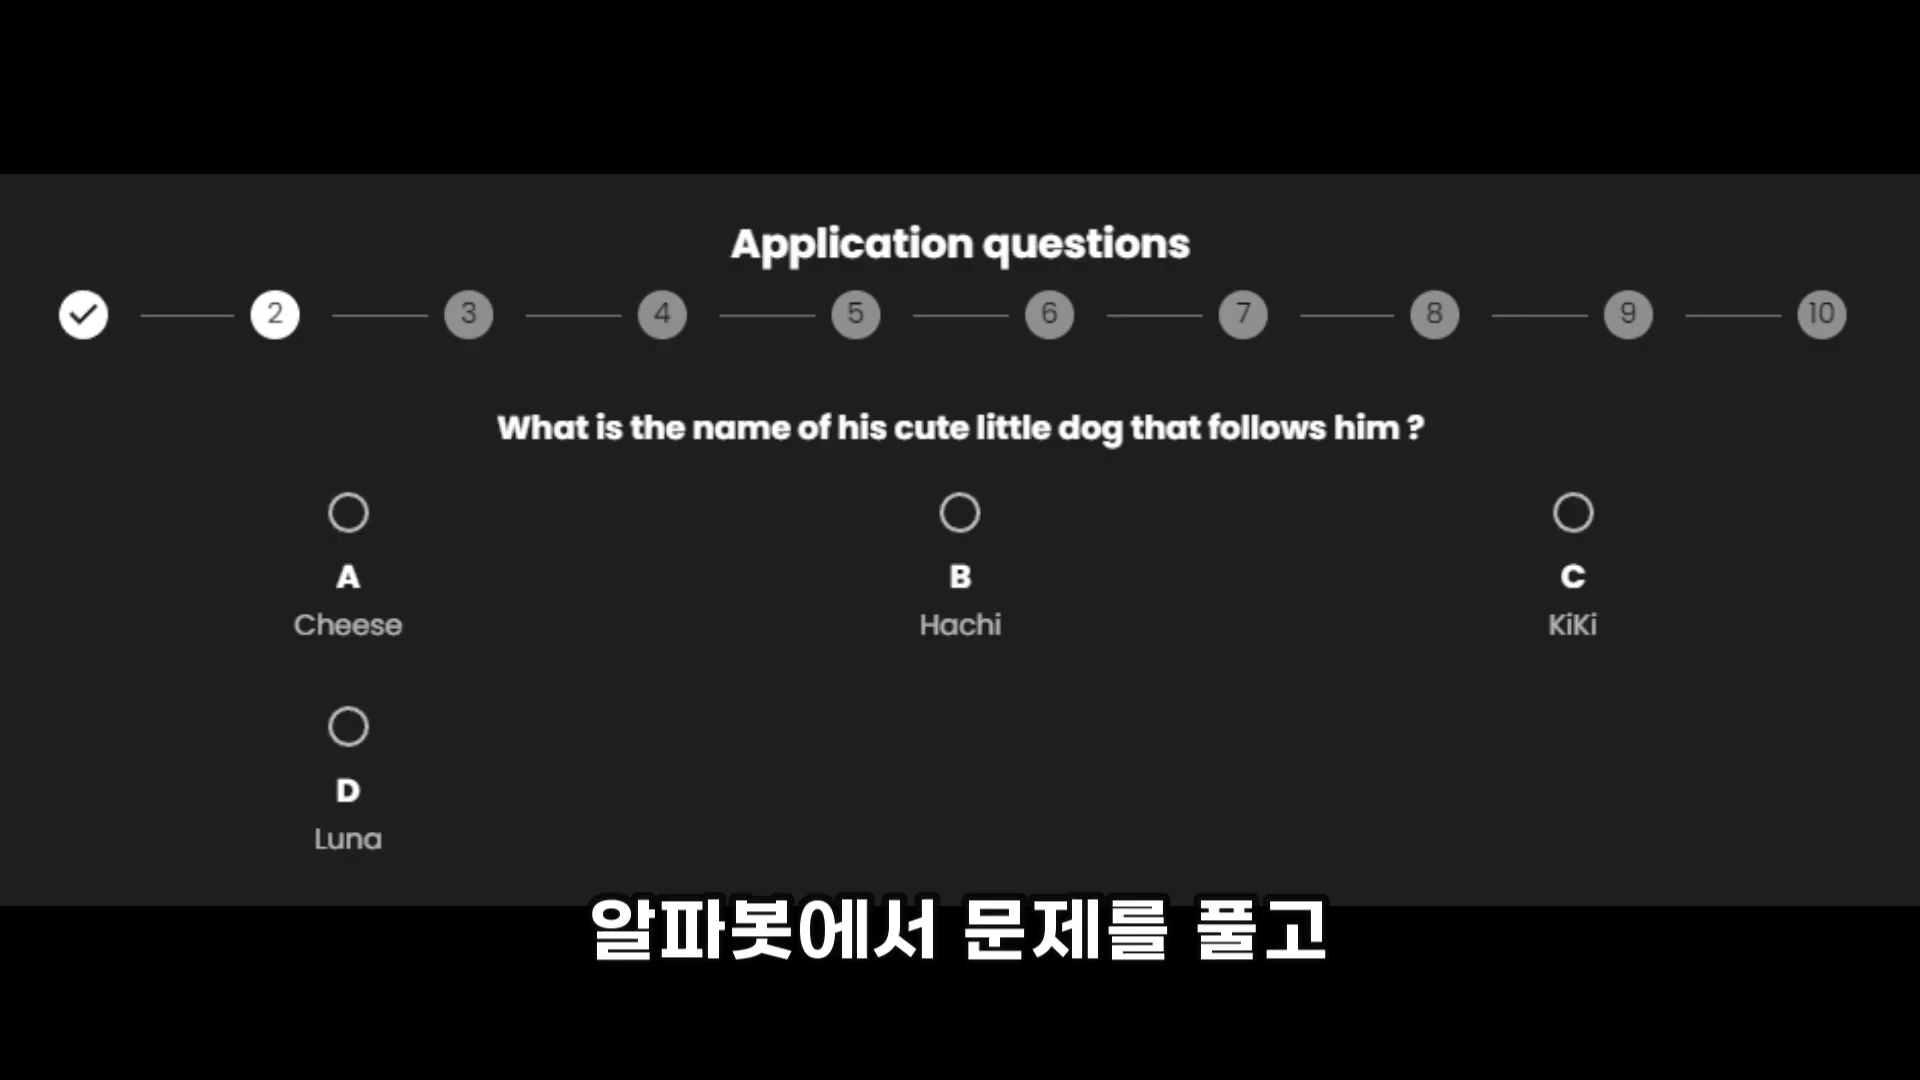 Application questions
2 3 4 5 6 7 8 9 10
What is the name of his cute little dog that follows him ?
A B C
Cheese Hachi KiKi
D
Luna
알파봇에서 문제를 풀고